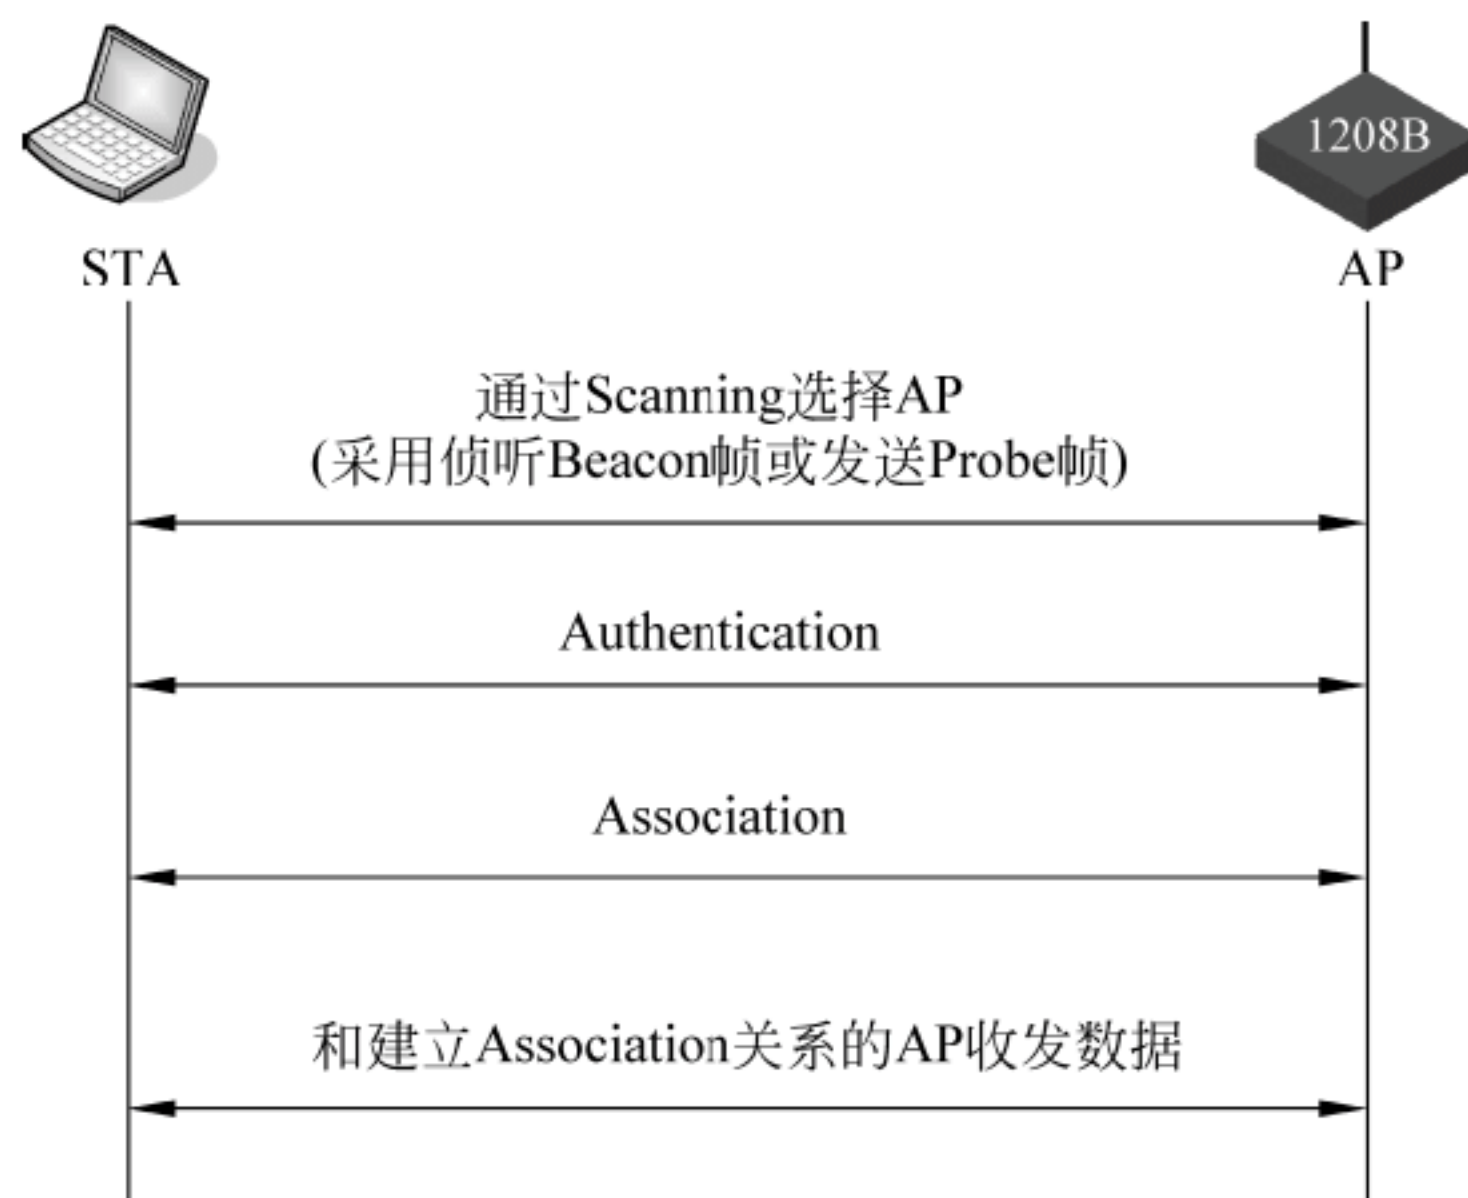 1208B
STA
AP
通过Scanning选择AP
(采用侦听Beacon帧或发送Probe帧)
Authentication
Association
和建立Association关系的AP收发数据